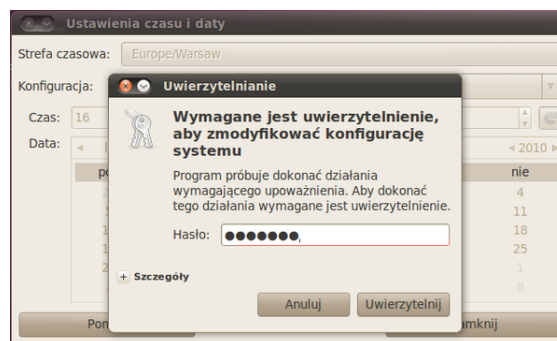 Ustawienia czasu i daty
Strefa czasowa: Europe/Warsaw
Konfiguracja:
Uwierzytelnianie
Czas: 16
Wymagane jest uwierzytelnienie,
aby zmodyfikować konfigurację
systemu
Data:
2010
nie
Program próbuje dokonać działania
wymagającego upoważnienia. Aby dokonać
tego działania wymagane jest uwierzytelnienie.
4
11
18
25
1
8
Hasło: ●●●●●●●
Szczegóły
Anuluj Uwierzytelnij